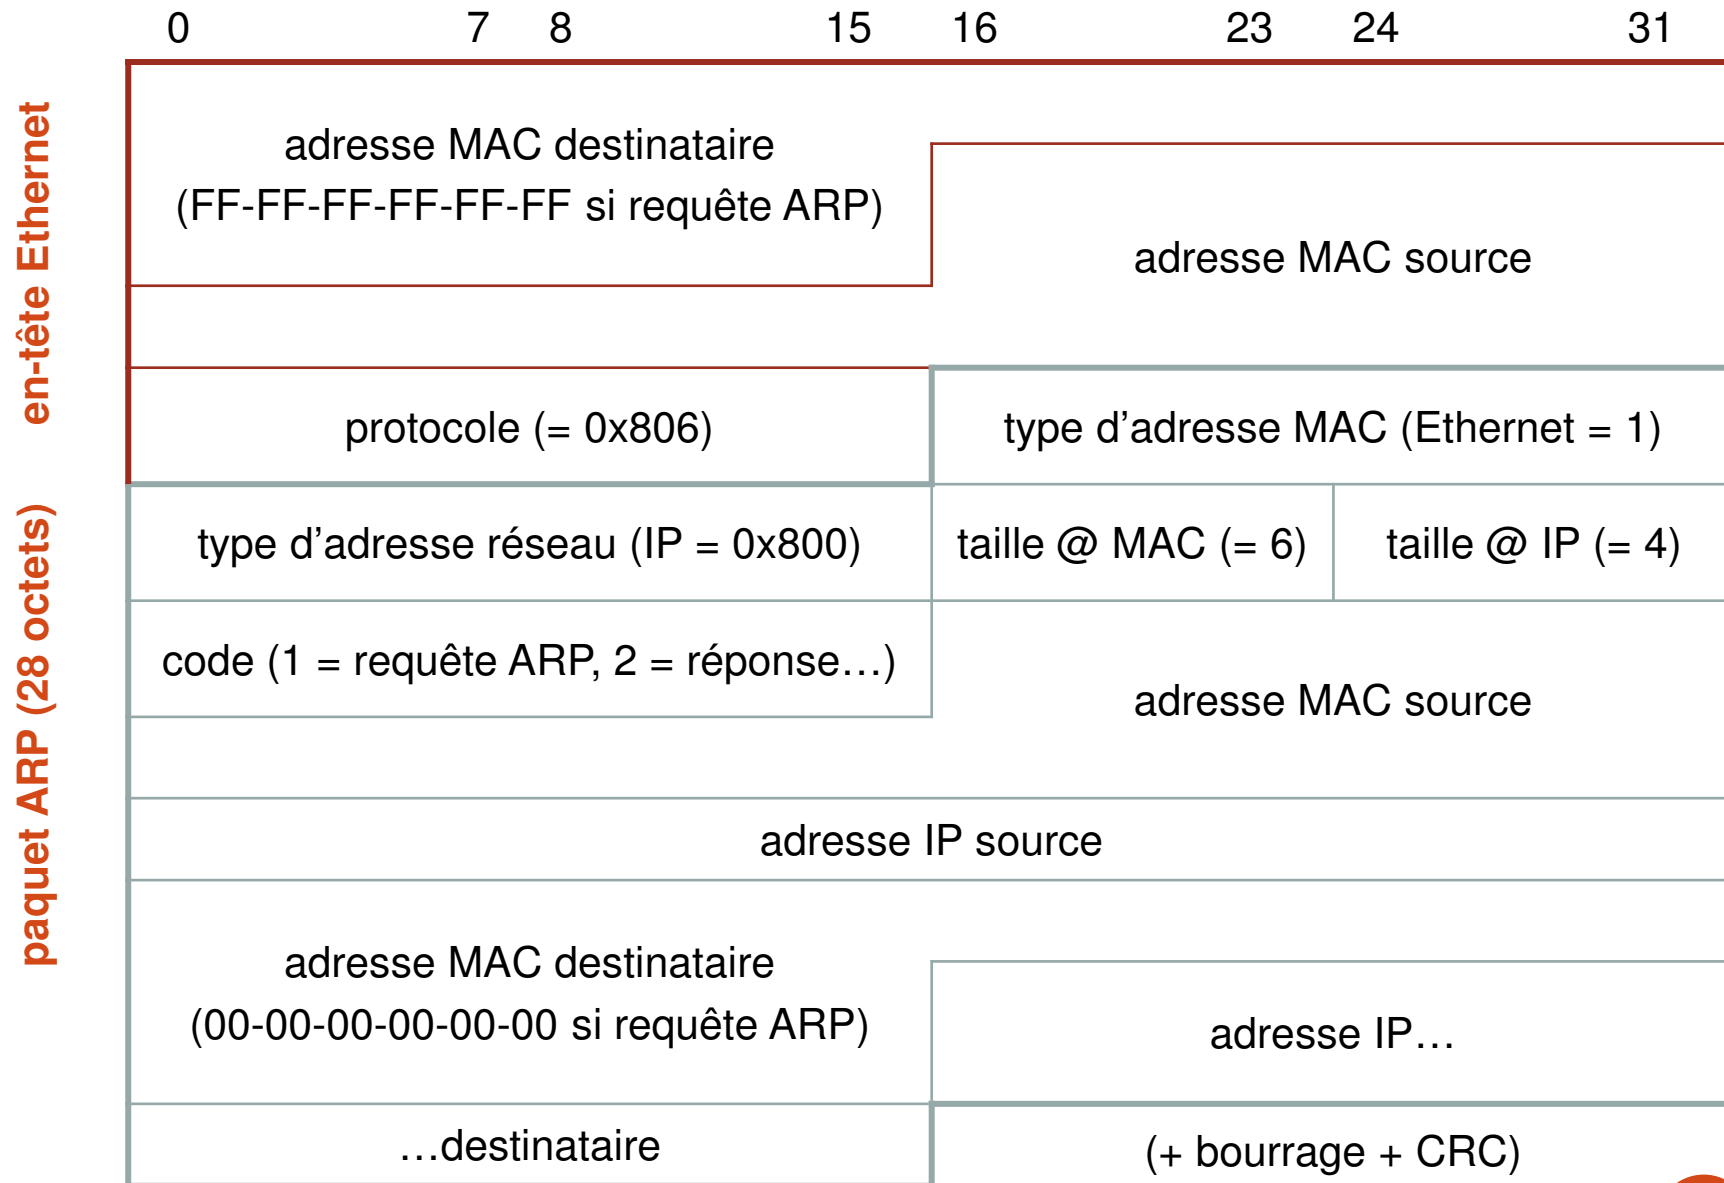 0 7 8 15 16 23 24 31
en-tête Ethernet
adresse MAC destinataire
(FF-FF-FF-FF-FF-FF si requête ARP)
adresse MAC source
protocole (= 0x806)
type d’adresse MAC (Ethernet = 1)
paquet ARP (28 octets)
type d’adresse réseau (IP = 0x800)
taille @ MAC (= 6)
taille @ IP (= 4)
code (1 = requête ARP, 2 = réponse…)
adresse MAC source
adresse IP source
adresse MAC destinataire
(00-00-00-00-00-00 si requête ARP)
adresse IP…
…destinataire
(+ bourrage + CRC)